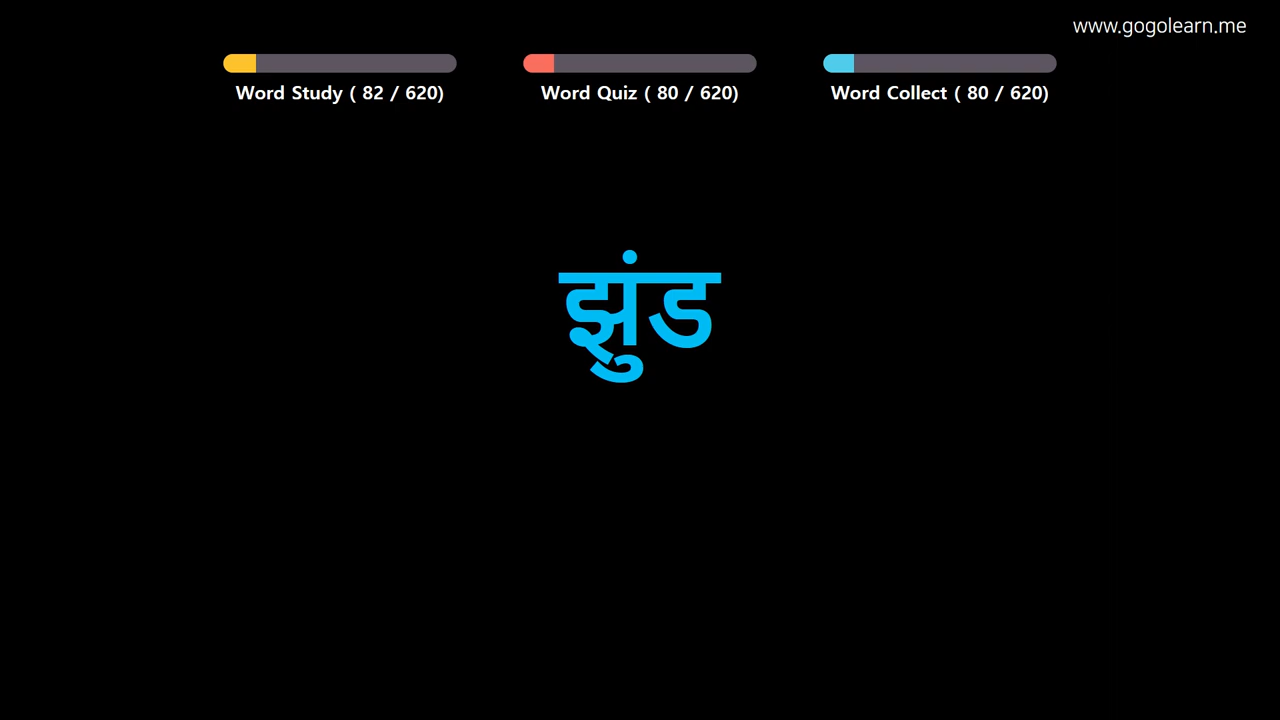 www.gogolearn.me
Word Study ( 82 / 620)
Word Quiz ( 80 / 620)
Word Collect ( 80 / 620)
झुंड